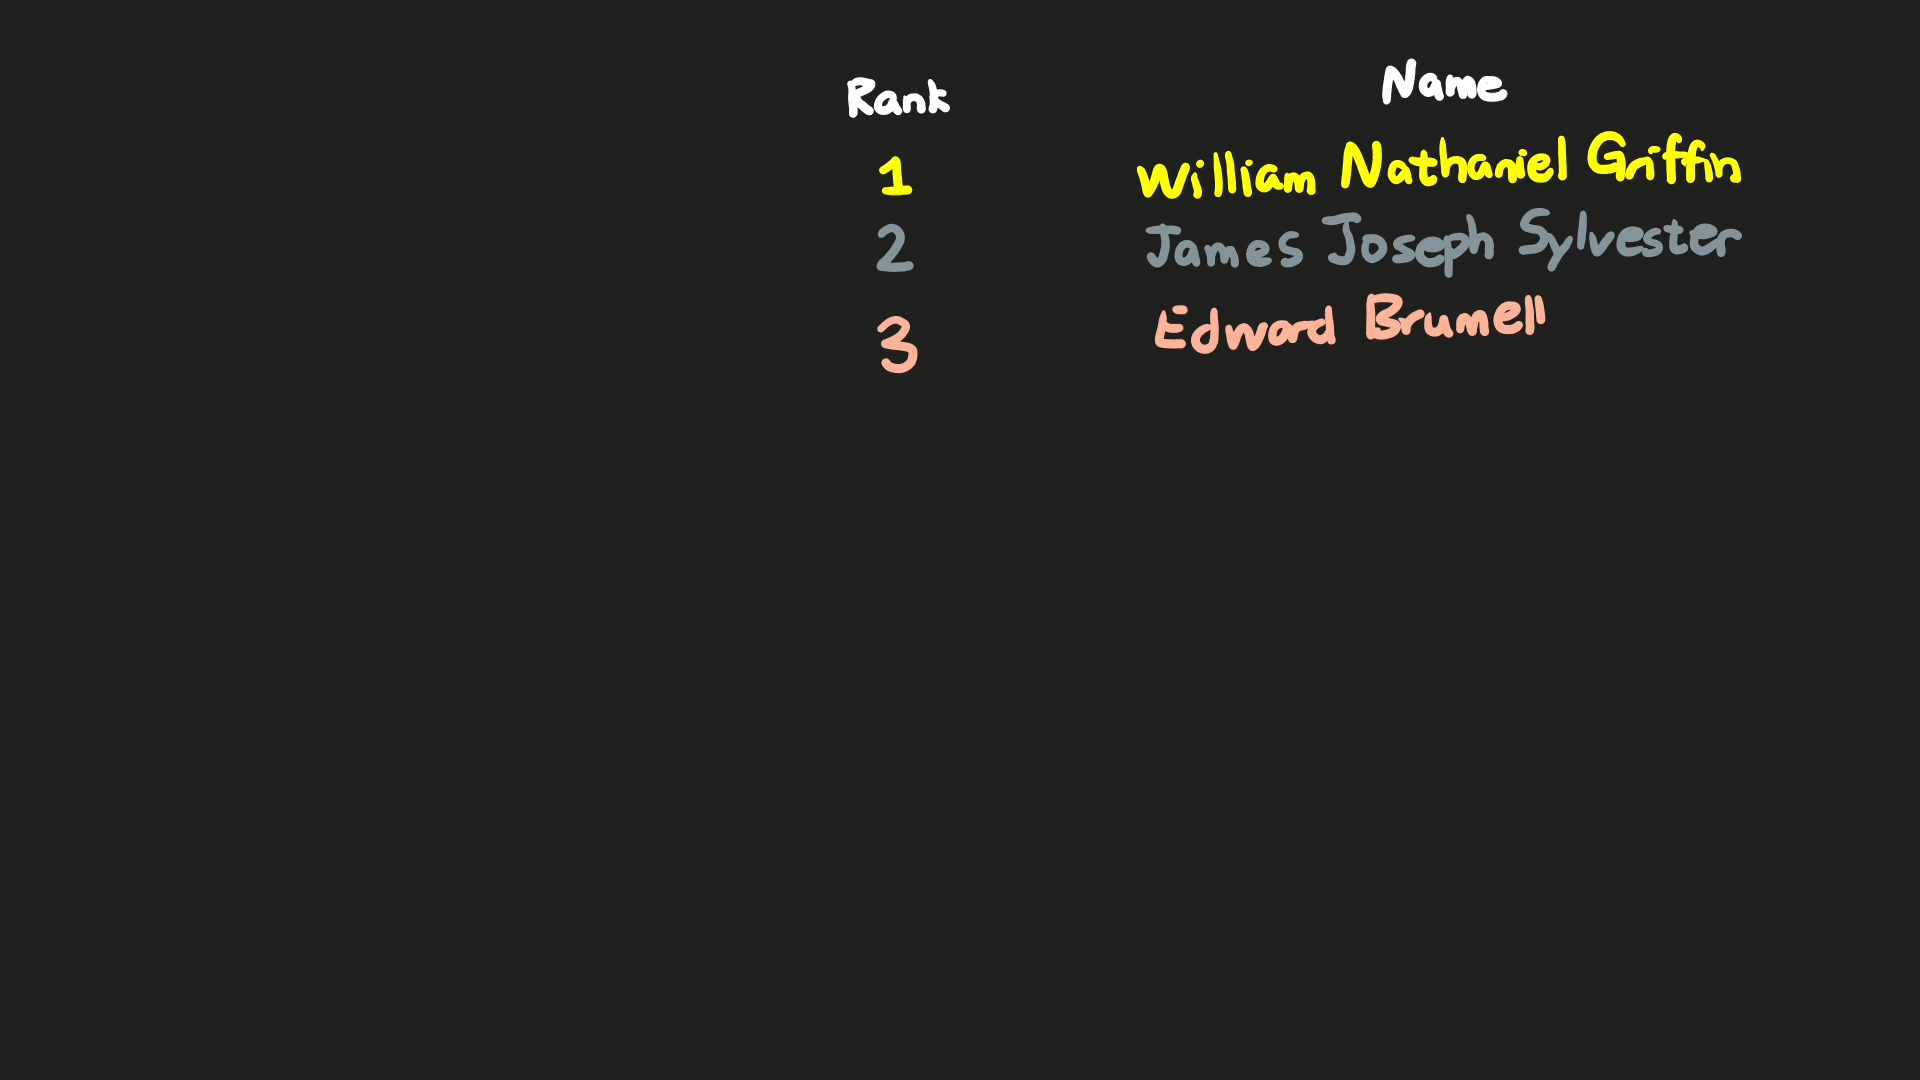 Rank Name
1 William Nathaniel Griffin
2 James Joseph Sylvester
3 Edward Brumell